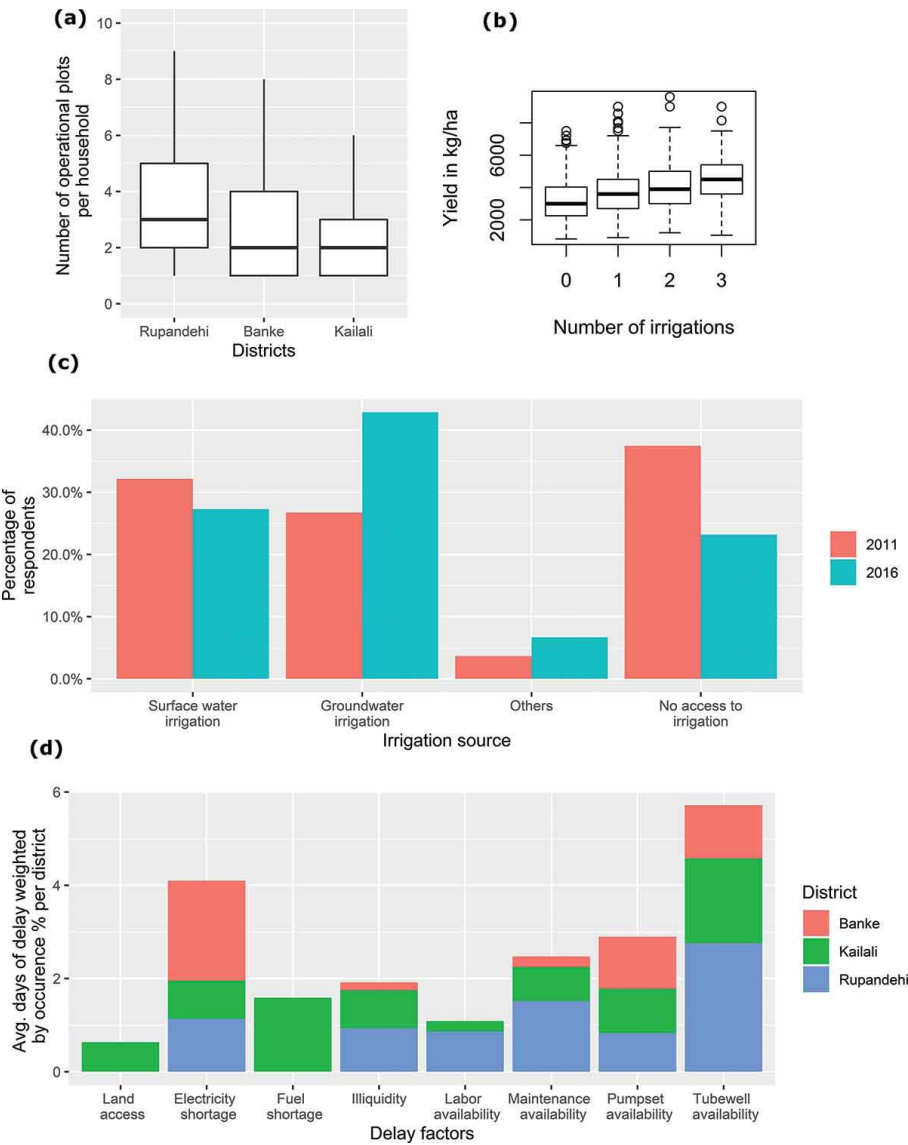 (a)
10
8
6
4
2
0
Number of operational plots
per household
Rupandehi Banke Kailali
Districts
(b)
Yield in kg/ha
6000
2000
0 1 2 3
Number of irrigations
(c)
Percentage of
respondents
40.0%
30.0%
20.0%
10.0%
0.0%
Surface water
irrigation
Groundwater
irrigation
Others
No access to
irrigation
Irrigation source
2011
2016
(d)
Avg. days of delay weighted
by occurence % per district
6
4
2
0
Land
access
Electricity
shortage
Fuel
shortage
Illiquidity
Labor
availability
Maintenance
availability
Pumpset
availability
Tubewell
availability
Delay factors
District
Banke
Kailali
Rupandehi